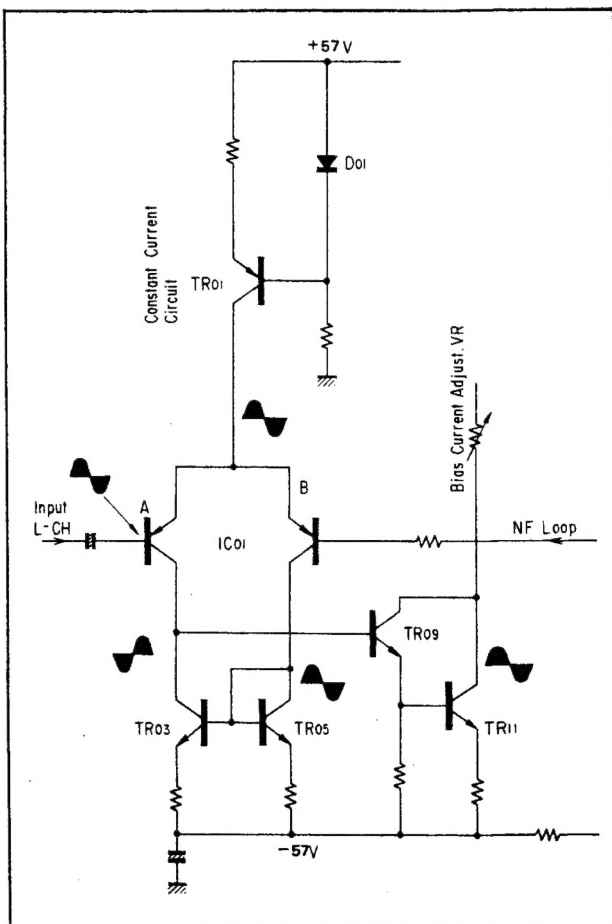 +57V
D01
Constant Current
Circuit
TR01
Bias Current Adjust.VR
A
B
Input
L-CH
IC01
NF Loop
TR09
TR03
TR05
TR11
-57V